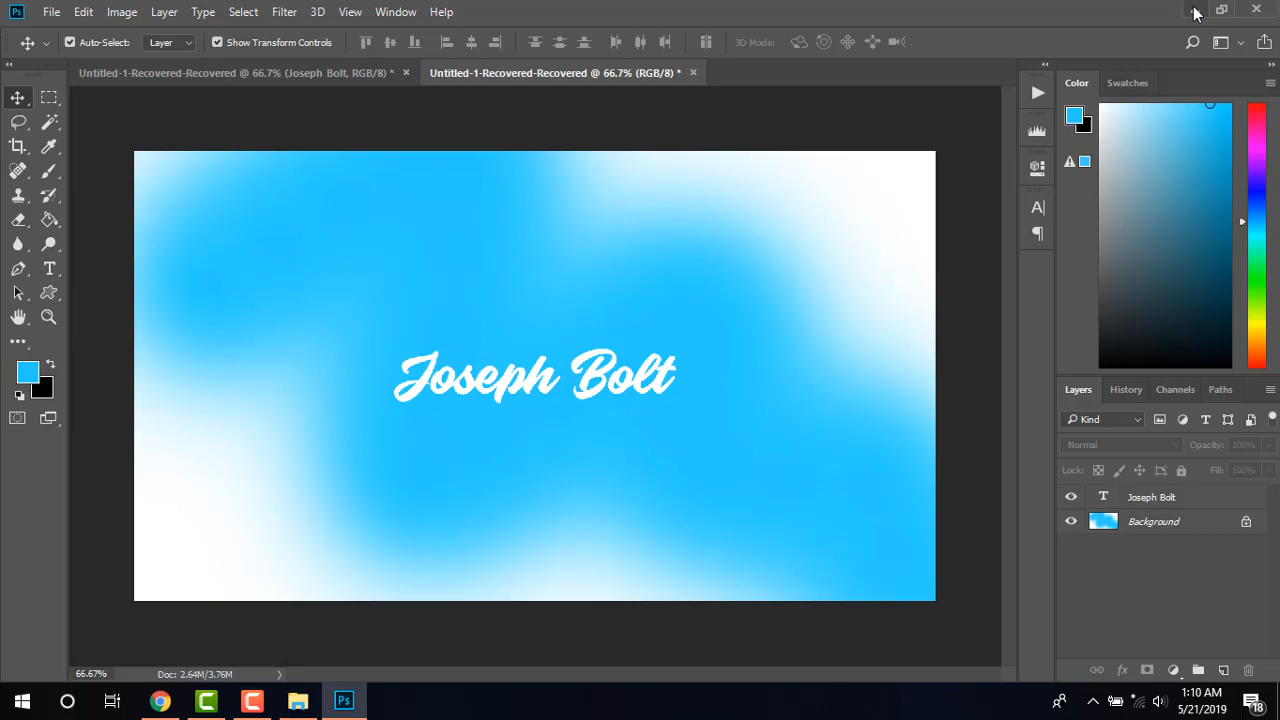 Ps File Edit Image Layer Type Select Filter 3D View Window Help
Auto-Select: Layer Show Transform Controls 3D Mode:
Untitled-1-Recovered-Recovered @ 66.7% (Joseph Bolt, RGB/8) * × Untitled-1-Recovered-Recovered @ 66.7% (RGB/8) * ×
Color Swatches
Joseph Bolt
Layers History Channels Paths
Kind
Normal Opacity: 100%
Lock: Fill: 100%
T Joseph Bolt
Background
66.67% Doc: 2.64M/3.76M
Ps
1:10 AM
5/21/2019
18